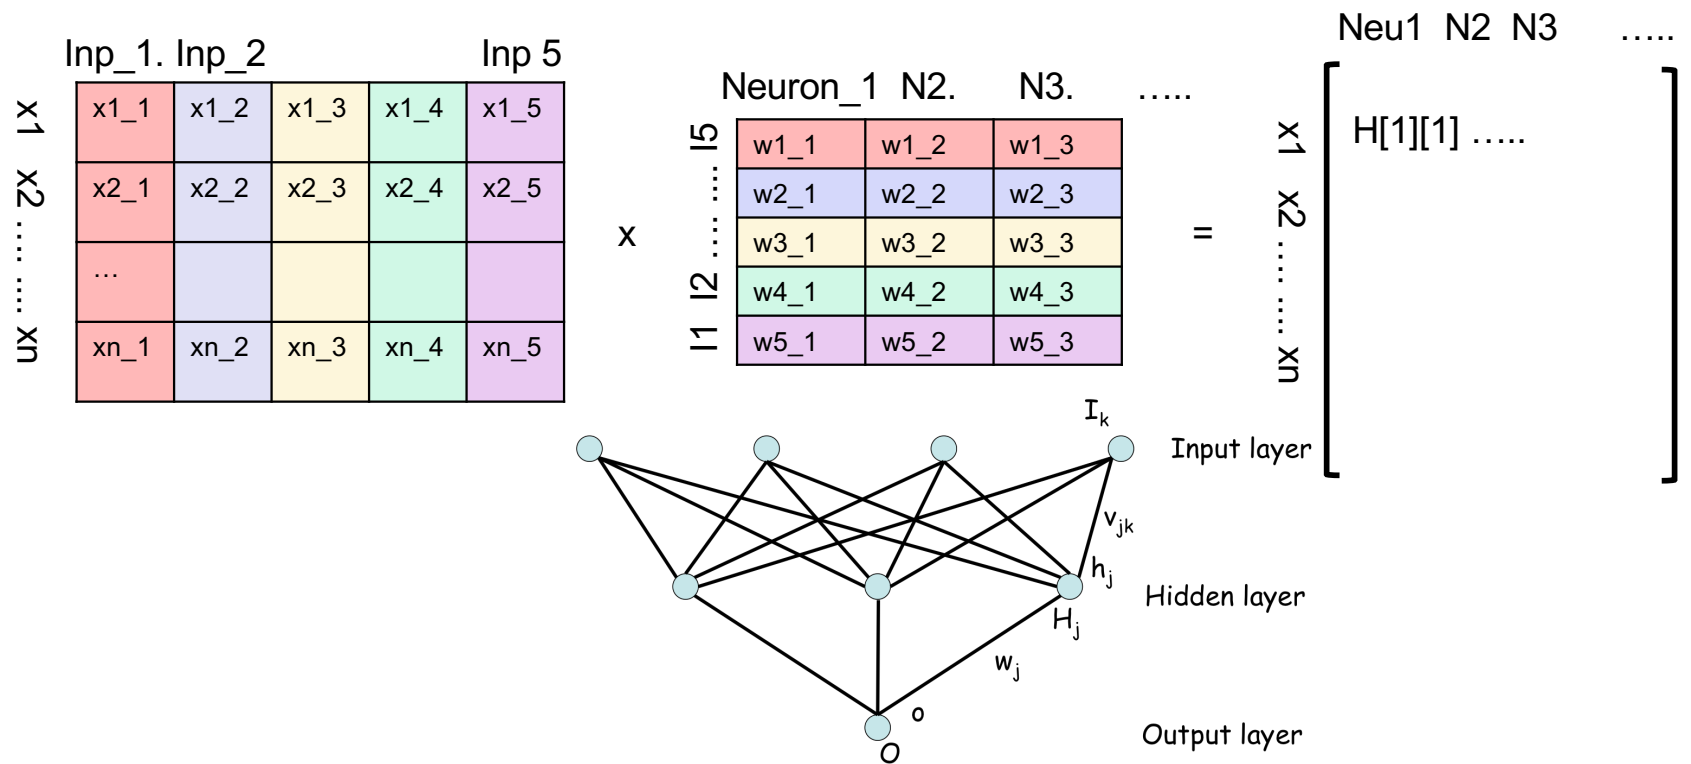 Neu1 N2 N3 …..
Inp_1. Inp_2 Inp 5
Neuron_1 N2. N3. …..
x1 x2 …. …. xn
x1_1 x1_2 x1_3 x1_4 x1_5
x2_1 x2_2 x2_3 x2_4 x2_5
…
xn_1 xn_2 xn_3 xn_4 xn_5
x
I1 I2 …. …. I5
w1_1 w1_2 w1_3
w2_1 w2_2 w2_3
w3_1 w3_2 w3_3
w4_1 w4_2 w4_3
w5_1 w5_2 w5_3
=
x1 x2 …. …. xn
H[1][1] …..
Ik
Input layer
vjk
hj
Hidden layer
Hj
wj
o
Output layer
O